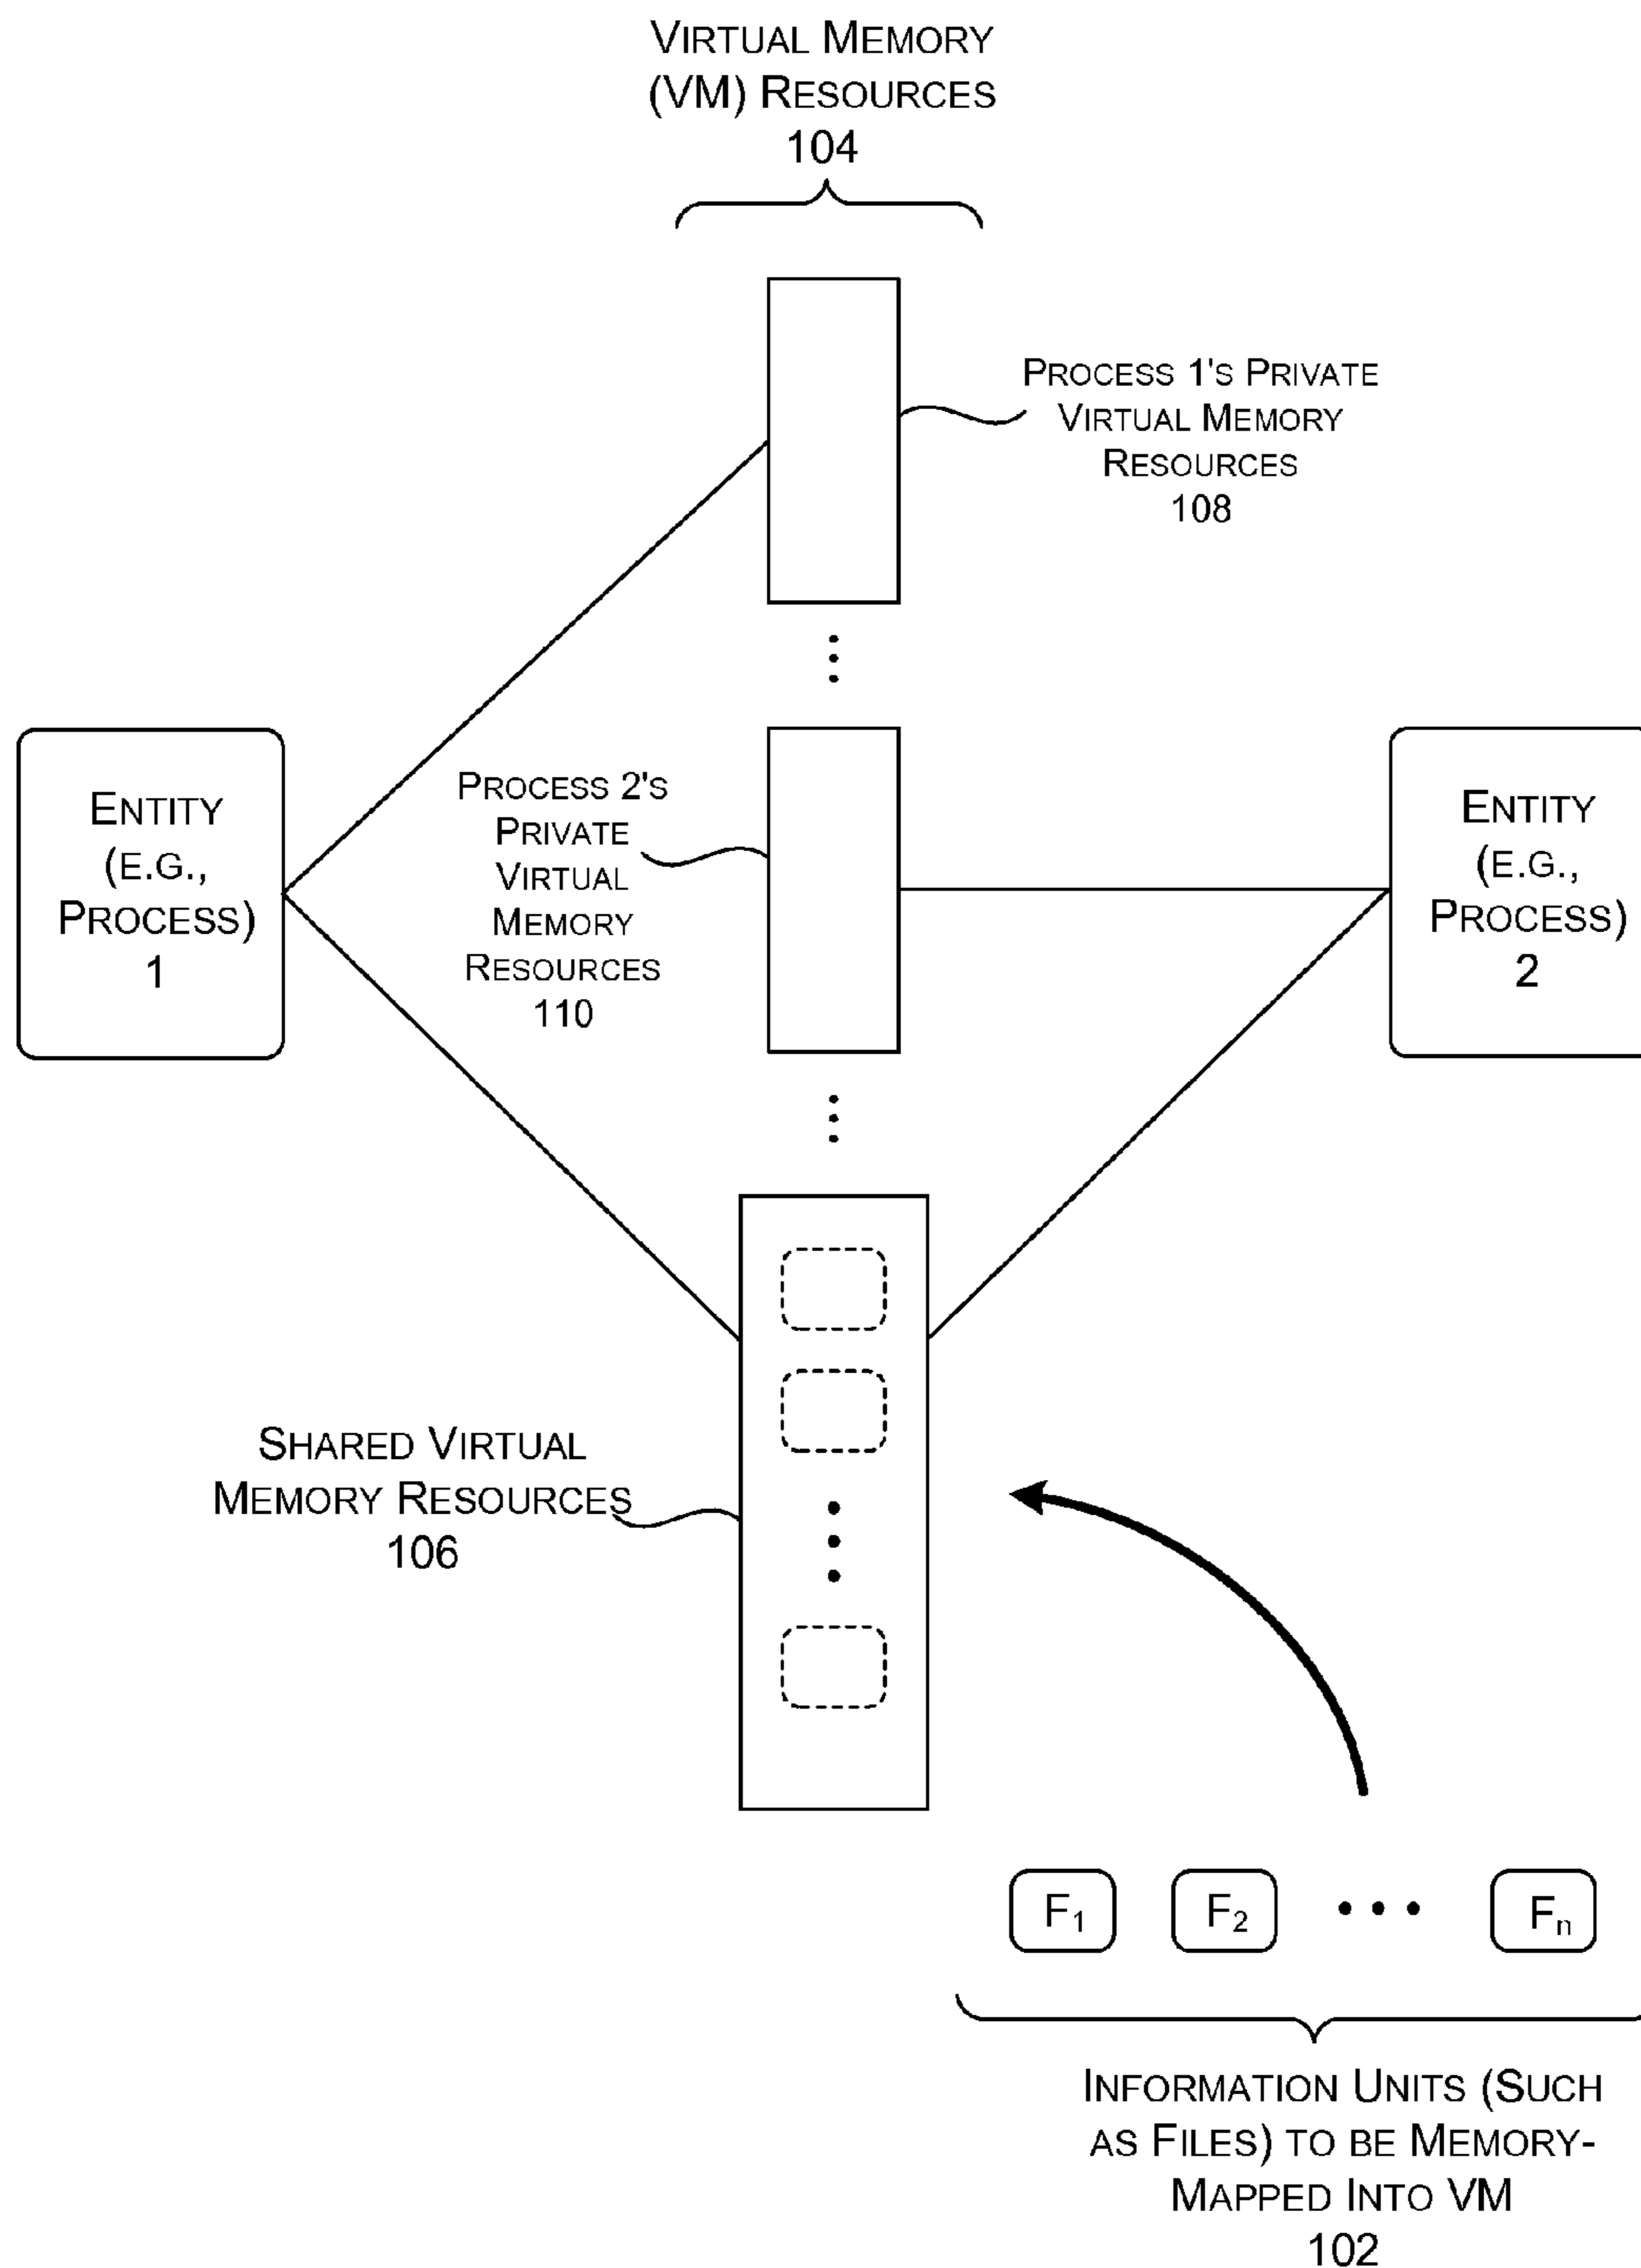 VIRTUAL MEMORY
(VM) RESOURCES
104
PROCESS 1'S PRIVATE
VIRTUAL MEMORY
RESOURCES
108
ENTITY
(E.G.,
PROCESS)
1
PROCESS 2'S
PRIVATE
VIRTUAL
MEMORY
RESOURCES
110
ENTITY
(E.G.,
PROCESS)
2
SHARED VIRTUAL
MEMORY RESOURCES
106
F1 F2 • • • Fn
INFORMATION UNITS (SUCH
AS FILES) TO BE MEMORY-
MAPPED INTO VM
102